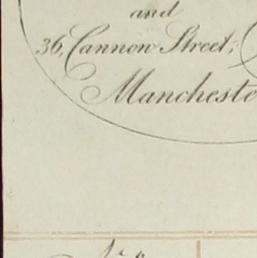 and
36, Cannon Street,
Mancheste